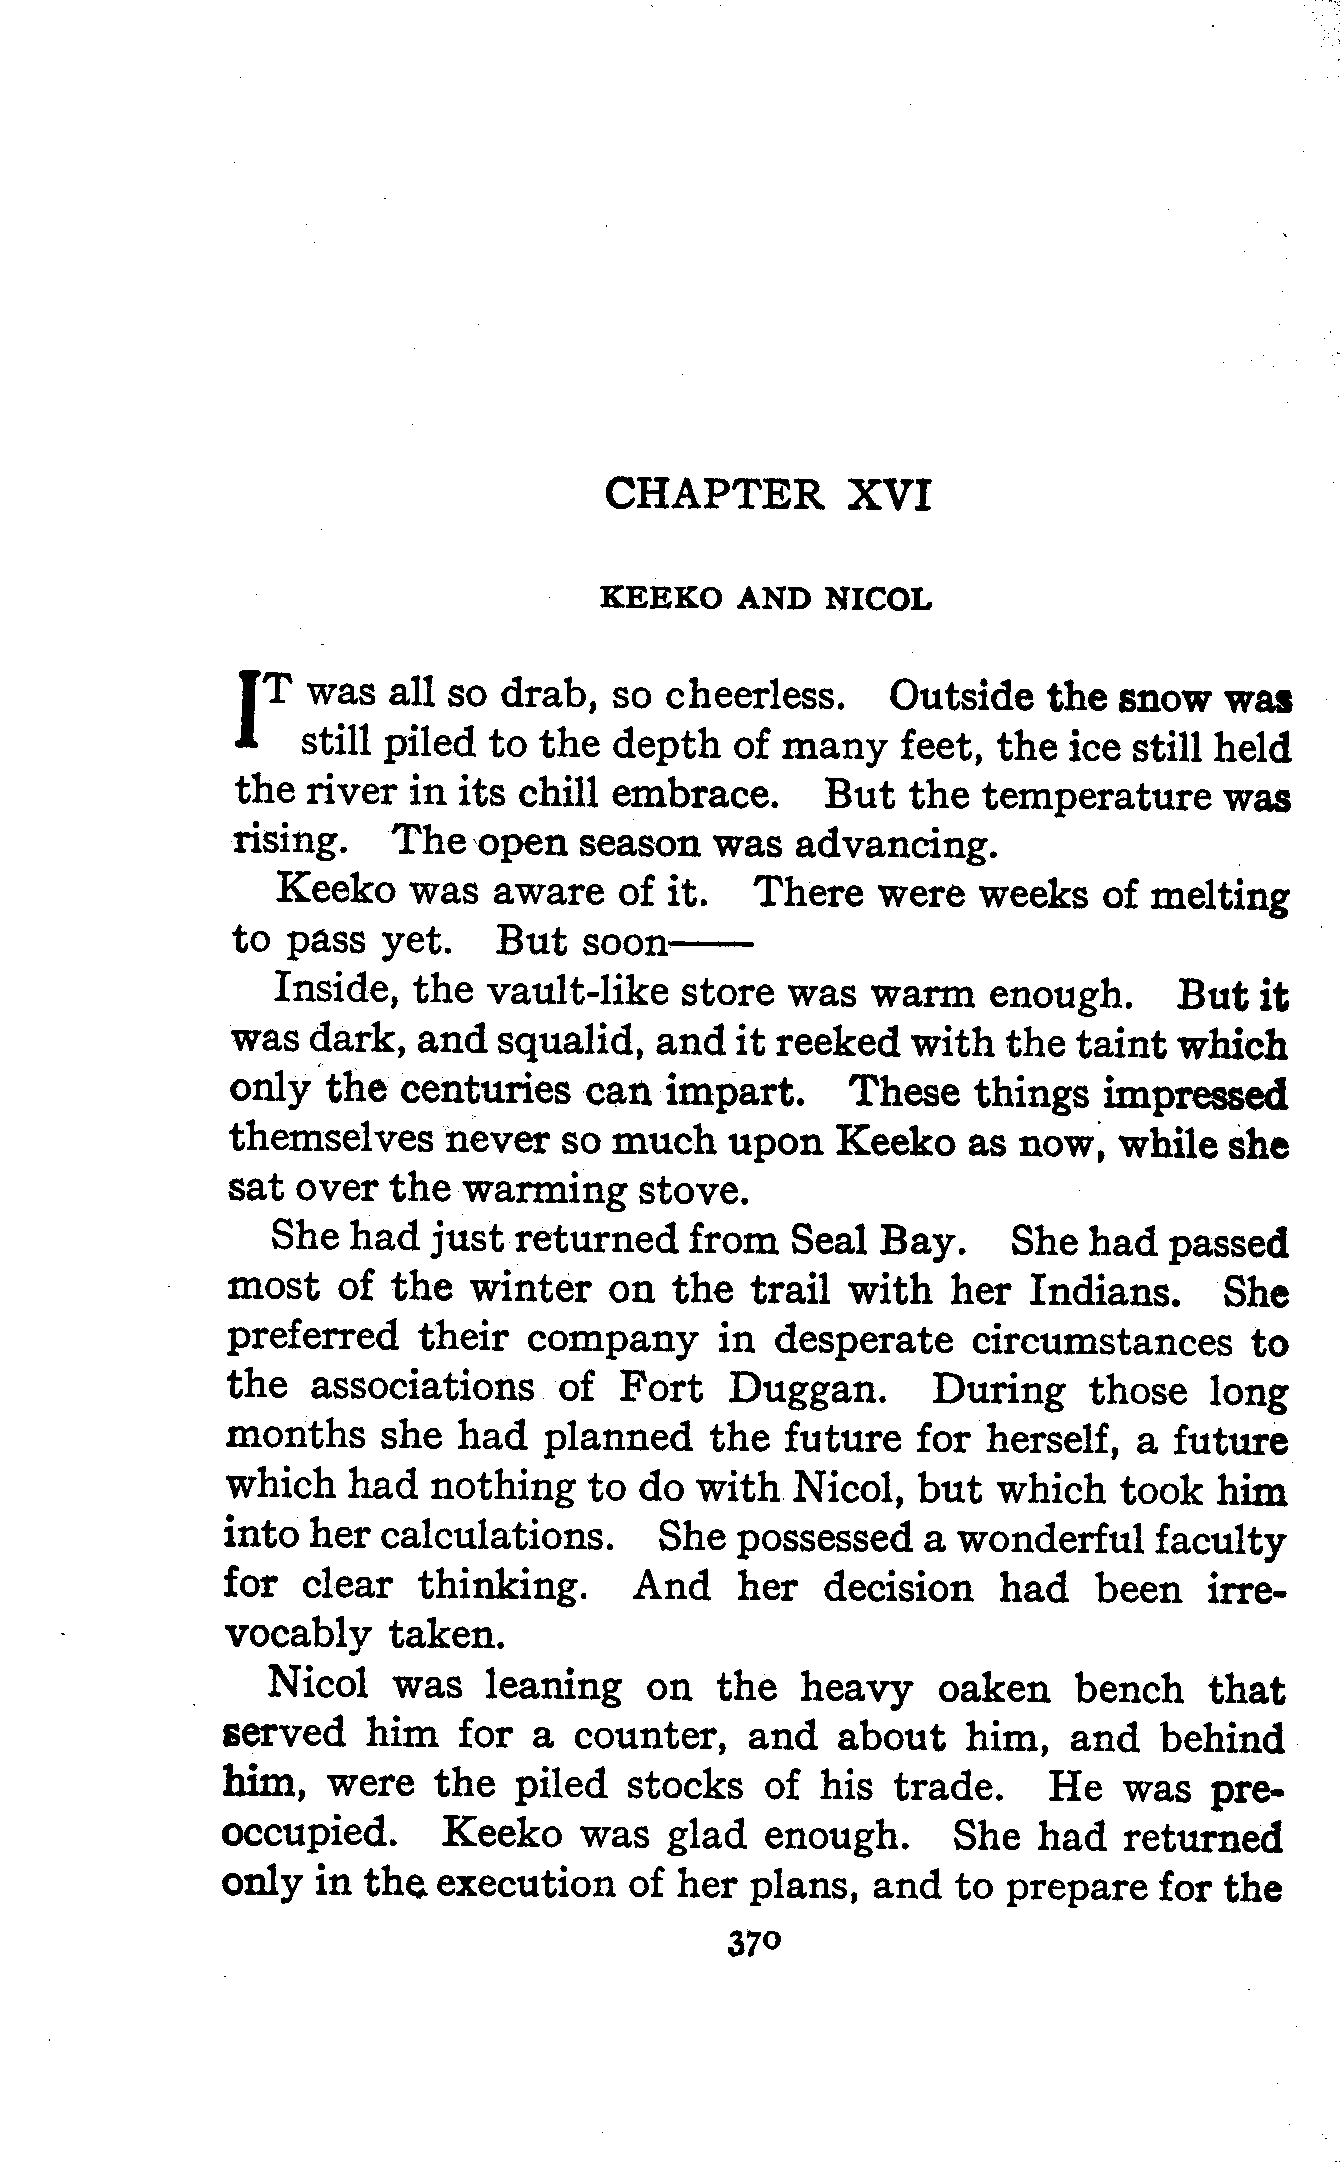 CHAPTER XVI
KEEKO AND NICOL
IT was all so drab, so cheerless. Outside the snow was
still piled to the depth of many feet, the ice still held
the river in its chill embrace. But the temperature was
rising. The open season was advancing.
Keeko was aware of it. There were weeks of melting
to pass yet. But soon——
Inside, the vault-like store was warm enough. But it
was dark, and squalid, and it reeked with the taint which
only the centuries can impart. These things impressed
themselves never so much upon Keeko as now, while she
sat over the warming stove.
She had just returned from Seal Bay. She had passed
most of the winter on the trail with her Indians. She
preferred their company in desperate circumstances to
the associations of Fort Duggan. During those long
months she had planned the future for herself, a future
which had nothing to do with Nicol, but which took him
into her calculations. She possessed a wonderful faculty
for clear thinking. And her decision had been irre-
vocably taken.
Nicol was leaning on the heavy oaken bench that
served him for a counter, and about him, and behind
him, were the piled stocks of his trade. He was pre-
occupied. Keeko was glad enough. She had returned
only in the execution of her plans, and to prepare for the
370